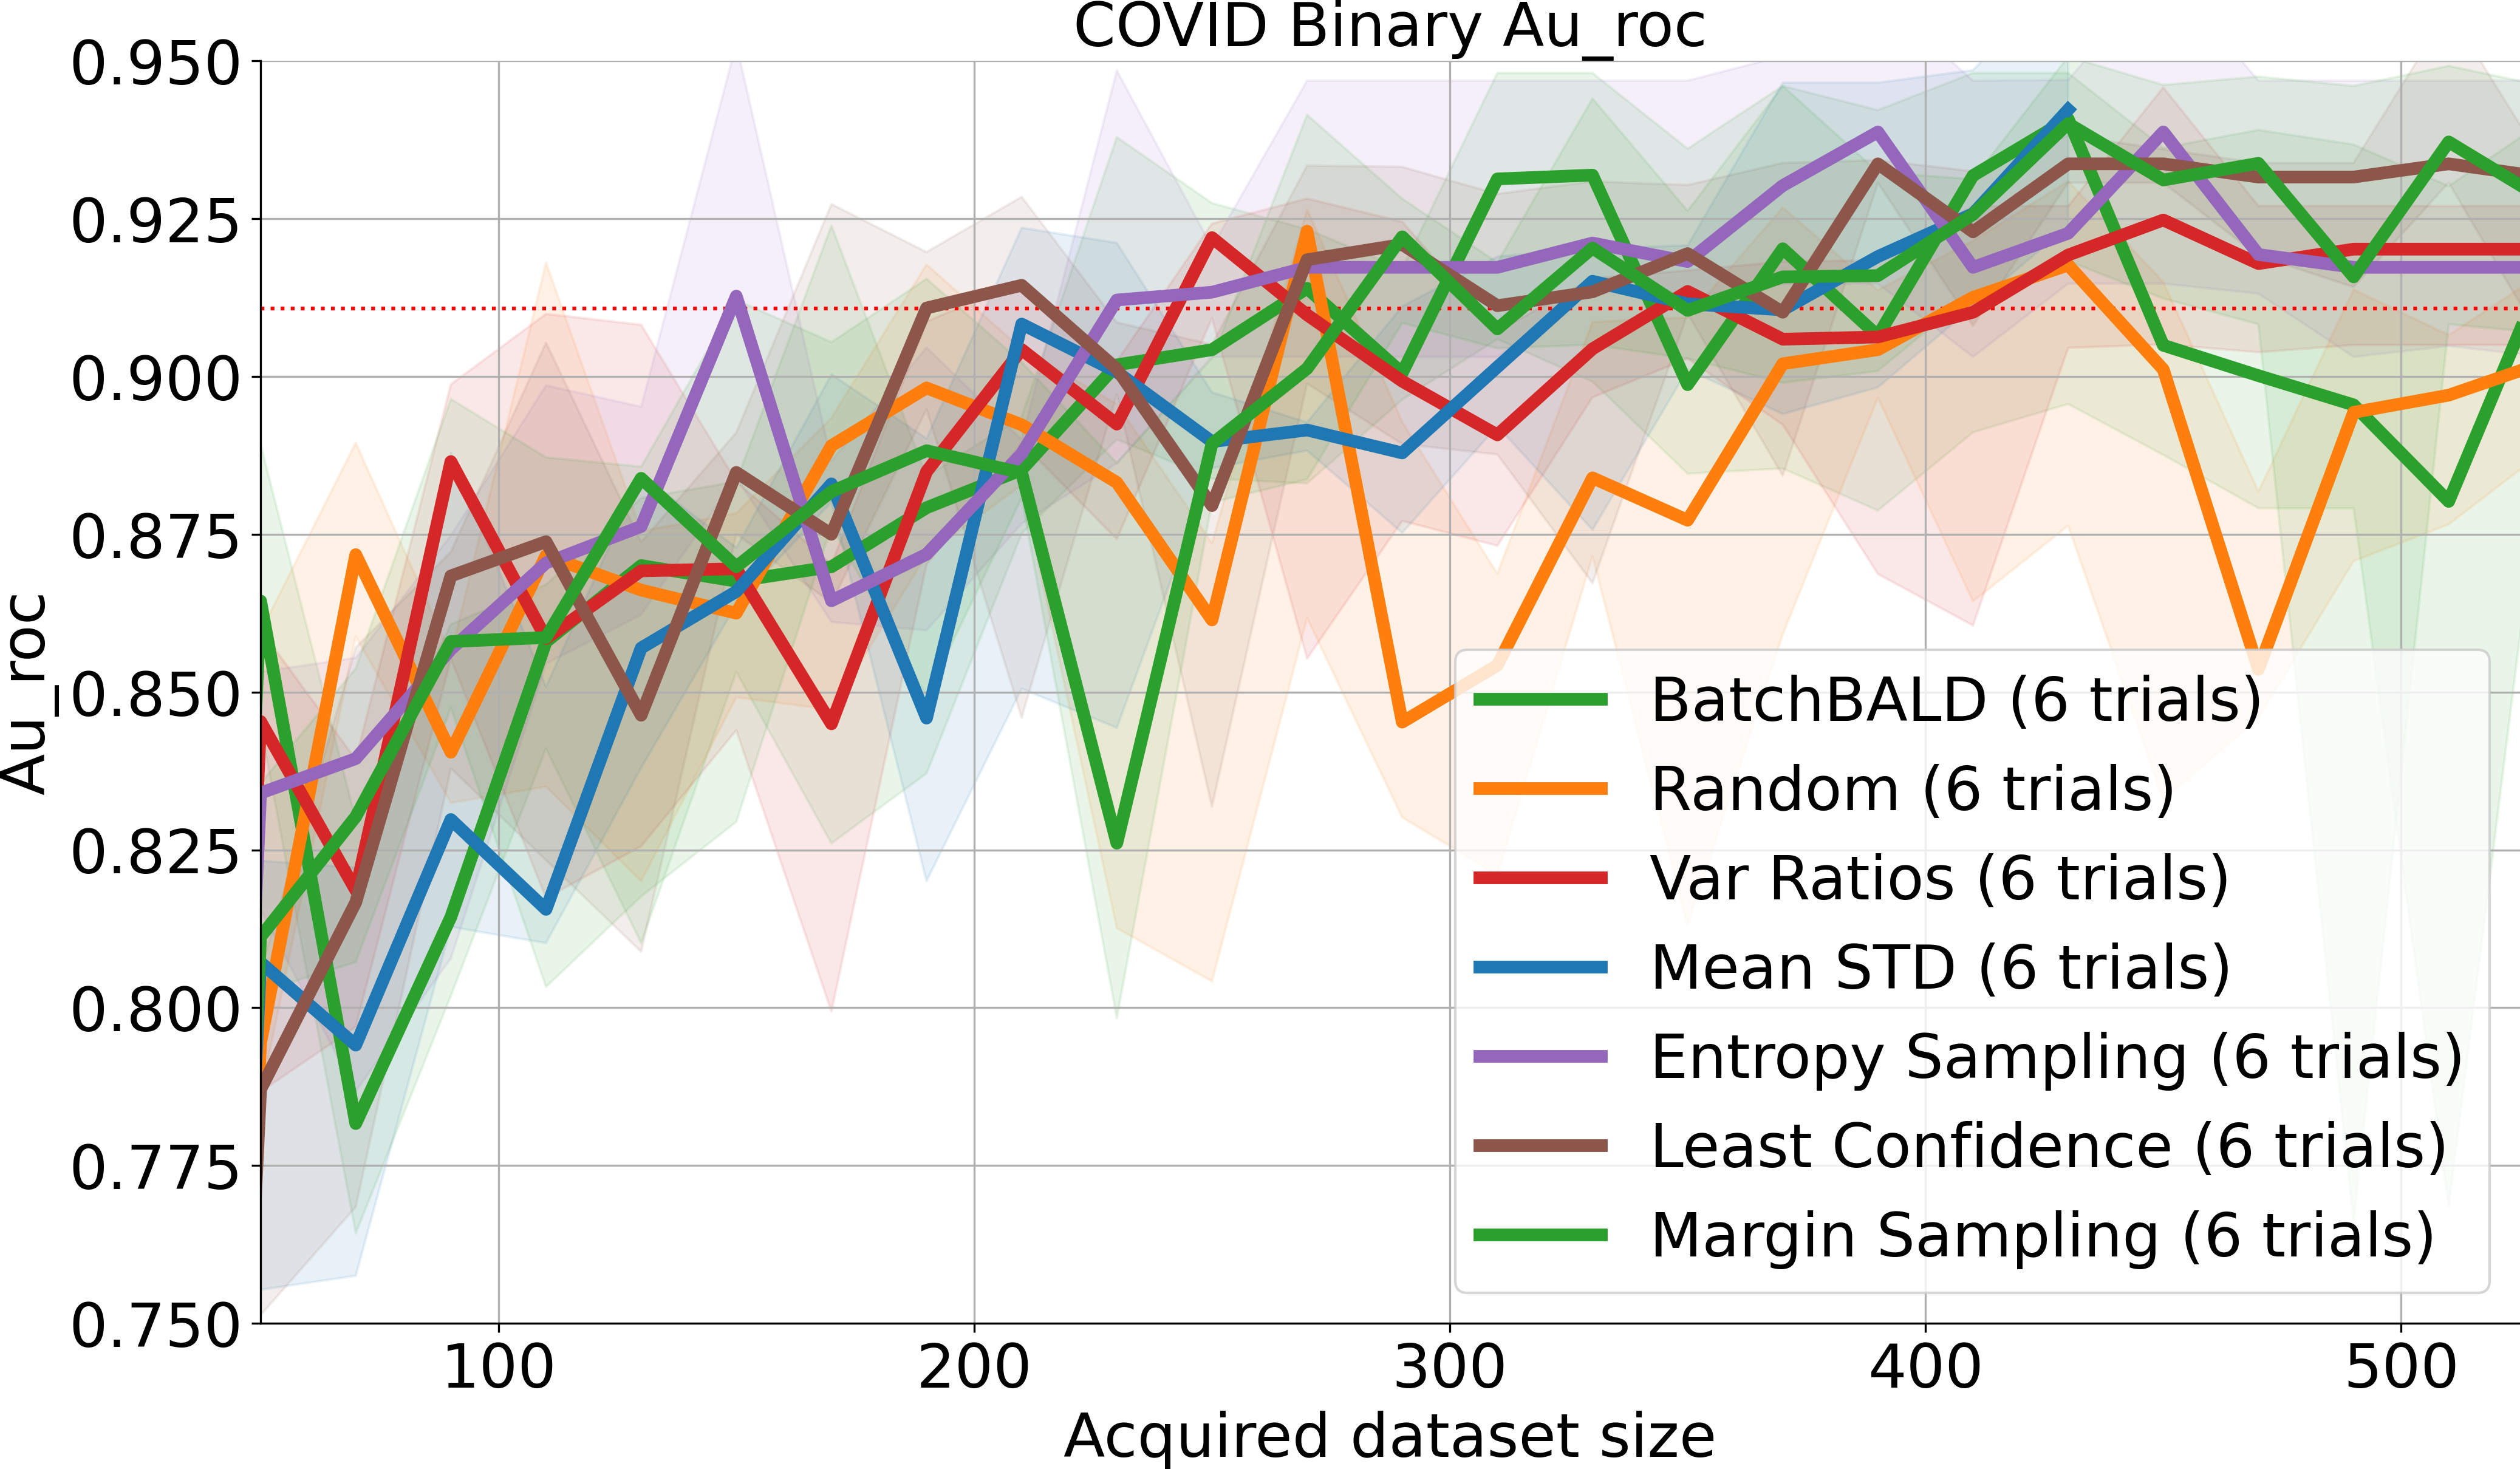 COVID Binary Au_roc
0.950
0.925
0.900
0.875
0.850
0.825
0.800
0.775
0.750
Au_roc
BatchBALD (6 trials)
Random (6 trials)
Var Ratios (6 trials)
Mean STD (6 trials)
Entropy Sampling (6 trials)
Least Confidence (6 trials)
Margin Sampling (6 trials)
100 200 300 400 500
Acquired dataset size